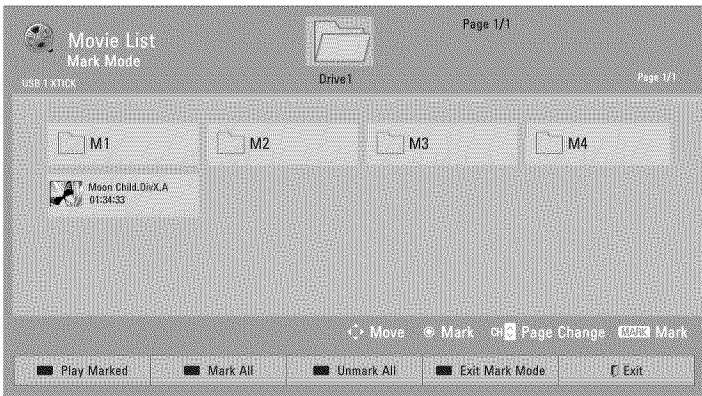 Movie List
Mark Mode
USB 1 XTICK
Drive1
Page 1/1
Page 1/1
M1 M2 M3 M4
Moon Child.DivX.A
01:34:33
Move Mark CH Page Change MARK Mark
Play Marked Mark All Unmark All Exit Mark Mode Exit